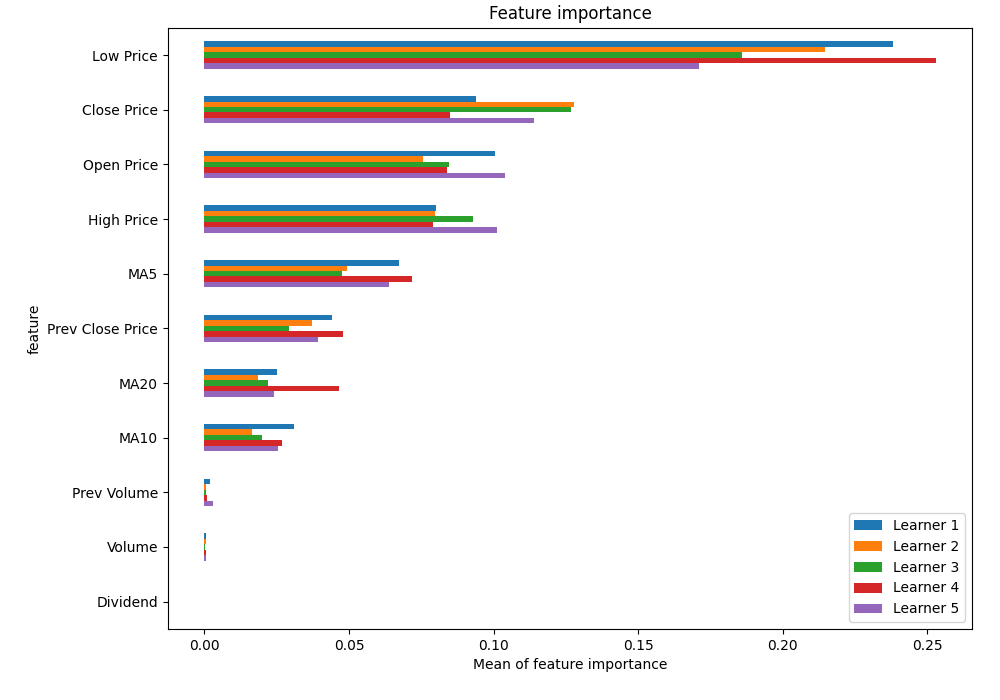 Feature importance
Low Price
Close Price
Open Price
High Price
MA5
Prev Close Price
MA20
MA10
Prev Volume
Volume
Dividend
feature
0.00
0.05
0.10
0.15
0.20
0.25
Mean of feature importance
Learner 1
Learner 2
Learner 3
Learner 4
Learner 5